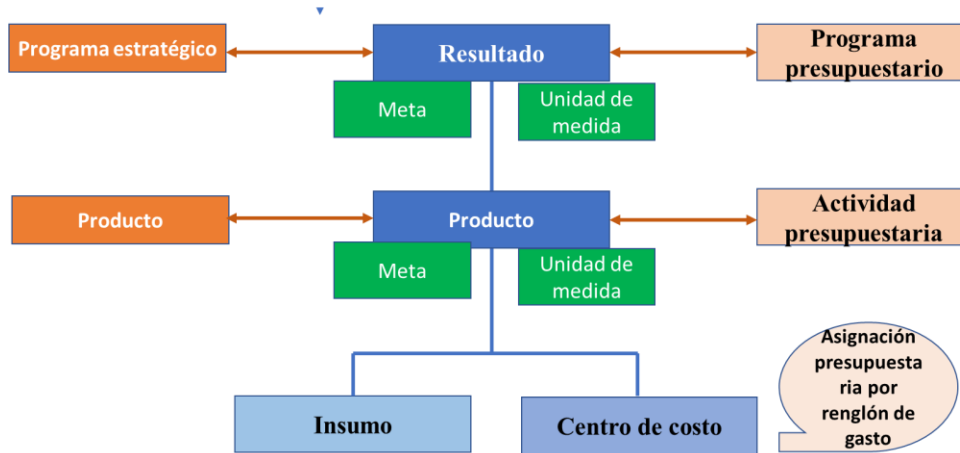 Programa estratégico
Resultado
Programa
presupuestario
Meta
Unidad de
medida
Producto
Producto
Actividad
presupuestaria
Meta
Unidad de
medida
Insumo
Centro de costo
Asignación
presupuesta
ria por
renglón de
gasto